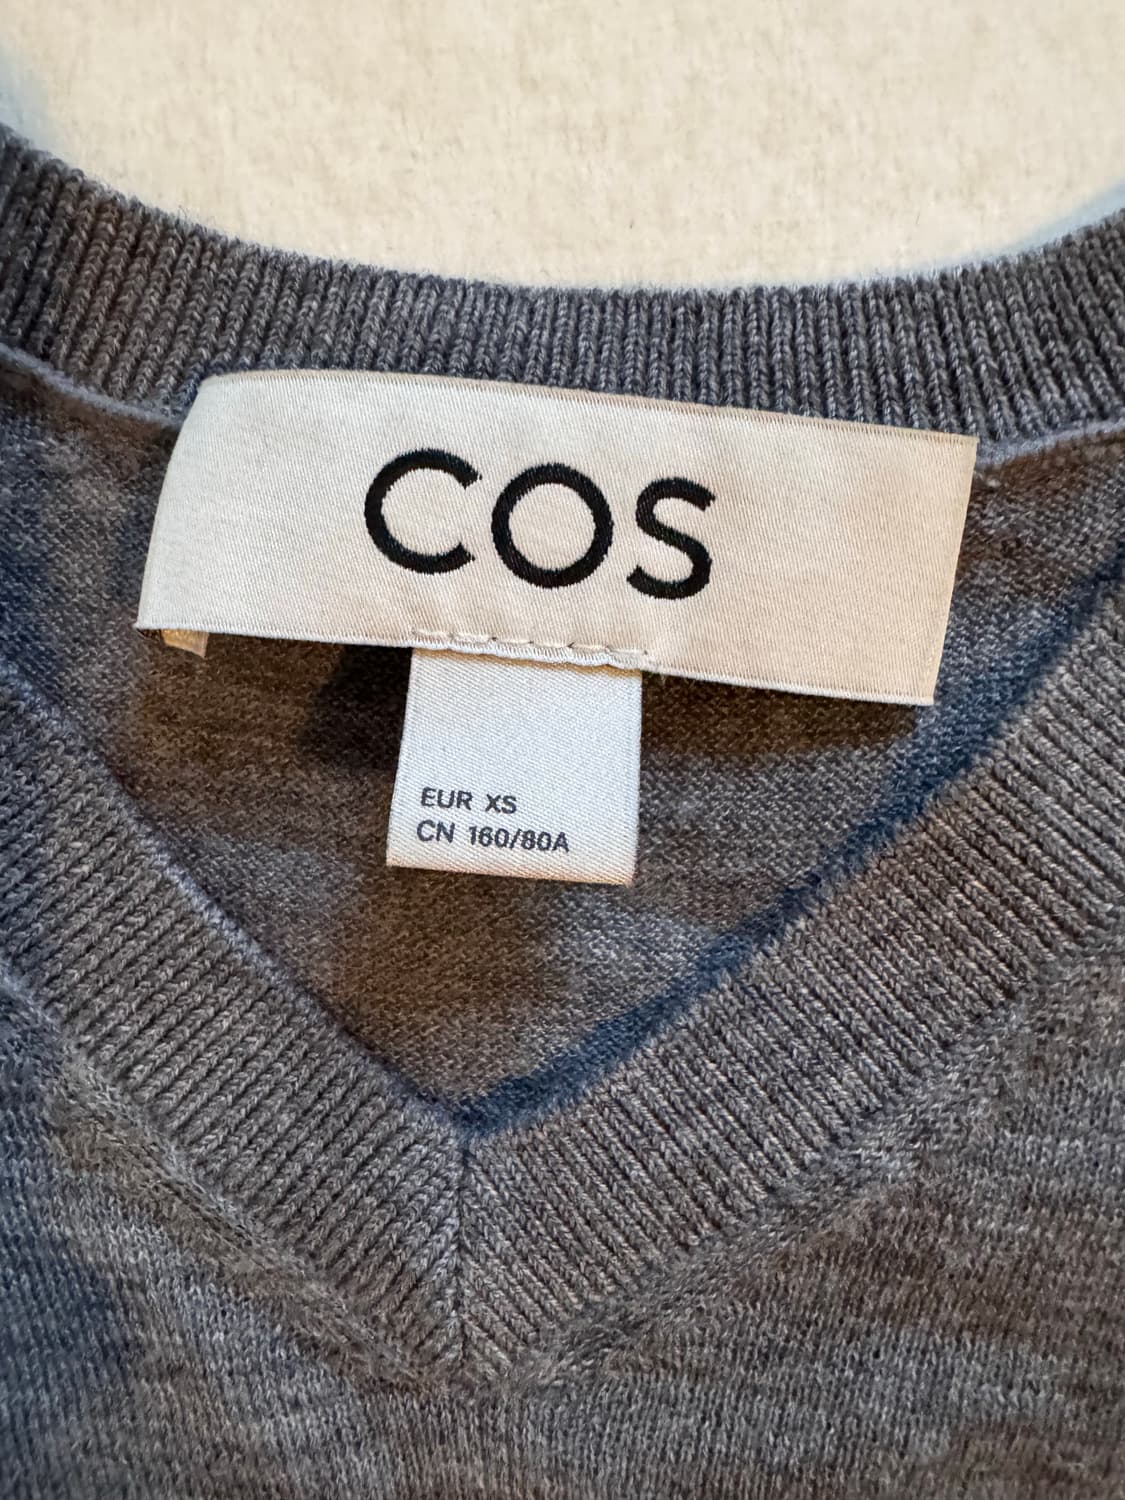 COS
EUR XS
CN 160/80A